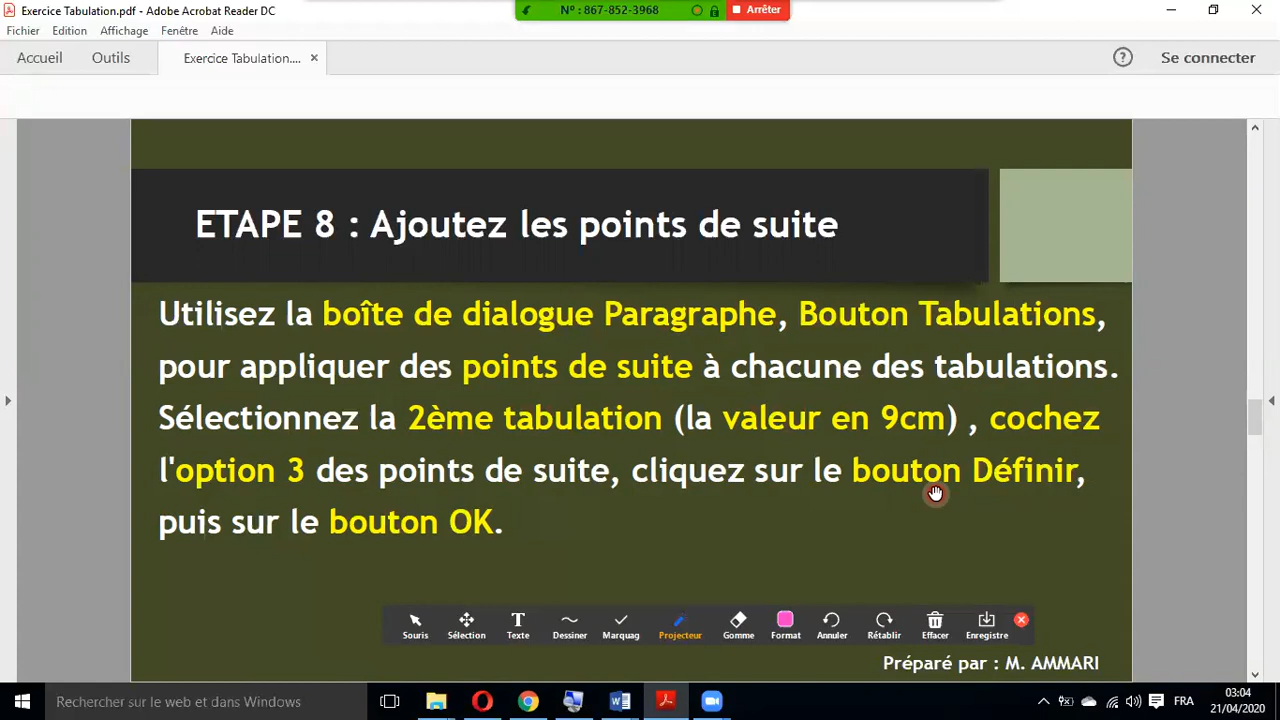 Exercice Tabulation.pdf - Adobe Acrobat Reader DC
N° : 867-852-3968
Arrêter
Fichier Edition Affichage Fenêtre Aide
Accueil Outils Exercice Tabulation.... × Se connecter
ETAPE 8 : Ajoutez les points de suite
Utilisez la boîte de dialogue Paragraphe, Bouton Tabulations,
pour appliquer des points de suite à chacune des tabulations.
Sélectionnez la 2ème tabulation (la valeur en 9cm) , cochez
l'option 3 des points de suite, cliquez sur le bouton Définir,
puis sur le bouton OK.
Souris Sélection Texte Dessiner Marquag Projecteur Gomme Format Annuler Rétablir Effacer Enregistre
Préparé par : M. AMMARI
Rechercher sur le web et dans Windows
FRA
03:04
21/04/2020